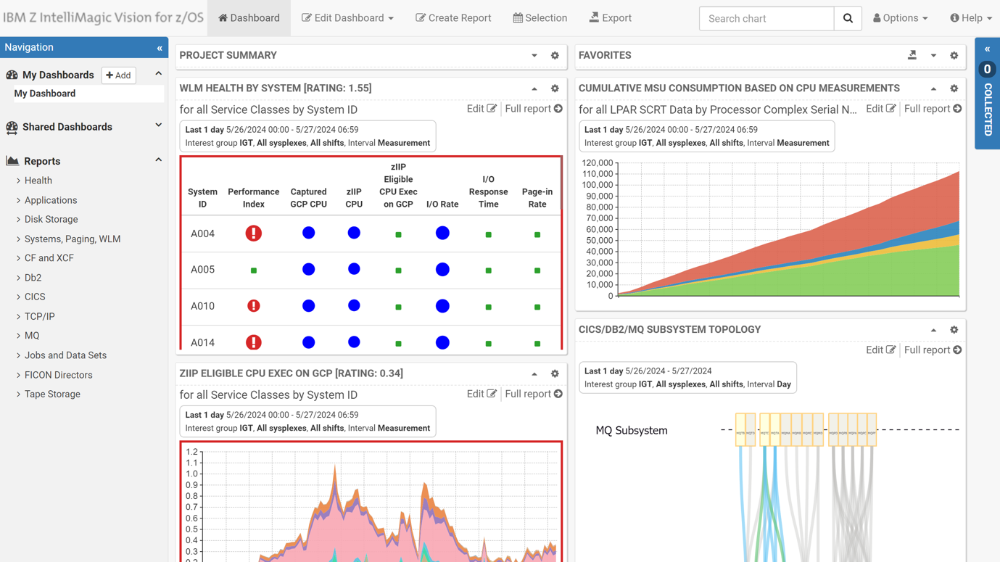 IBM Z IntelliMagic Vision for z/OS
Dashboard
Edit Dashboard
Create Report
Selection
Export
Search chart
Options
Help
Navigation «
My Dashboards
+ Add
My Dashboard
Shared Dashboards
Reports
Health
Applications
Disk Storage
Systems, Paging, WLM
CF and XCF
Db2
CICS
TCP/IP
MQ
Jobs and Data Sets
FICON Directors
Tape Storage
PROJECT SUMMARY
WLM HEALTH BY SYSTEM [RATING: 1.55]
for all Service Classes by System ID
Edit
Full report
Last 1 day 5/26/2024 00:00 - 5/27/2024 06:59
Interest group IGT, All sysplexes, All shifts, Interval Measurement
System ID
Performance Index
Captured GCP CPU
zIIP CPU
zIIP Eligible CPU Exec on GCP
I/O Rate
I/O Response Time
Page-in Rate
A004
A005
A010
A014
ZIIP ELIGIBLE CPU EXEC ON GCP [RATING: 0.34]
for all Service Classes by System ID
Edit
Full report
Last 1 day 5/26/2024 00:00 - 5/27/2024 06:59
Interest group IGT, All sysplexes, All shifts, Interval Measurement
1.2
1.1
1.0
0.9
0.8
0.7
0.6
0.5
0.4
0.3
0.2
FAVORITES
CUMULATIVE MSU CONSUMPTION BASED ON CPU MEASUREMENTS
for all LPAR SCRT Data by Processor Complex Serial N...
Edit
Full report
Last 1 day 5/26/2024 00:00 - 5/27/2024 06:59
Interest group IGT, All sysplexes, All shifts, Interval Measurement
120,000
110,000
100,000
90,000
80,000
70,000
60,000
50,000
40,000
30,000
20,000
10,000
0
CICS/DB2/MQ SUBSYSTEM TOPOLOGY
Edit
Full report
Last 1 day 5/26/2024 - 5/27/2024
Interest group IGT, All sysplexes, All shifts, Interval Day
MQ Subsystem
«
0
COLLECTED